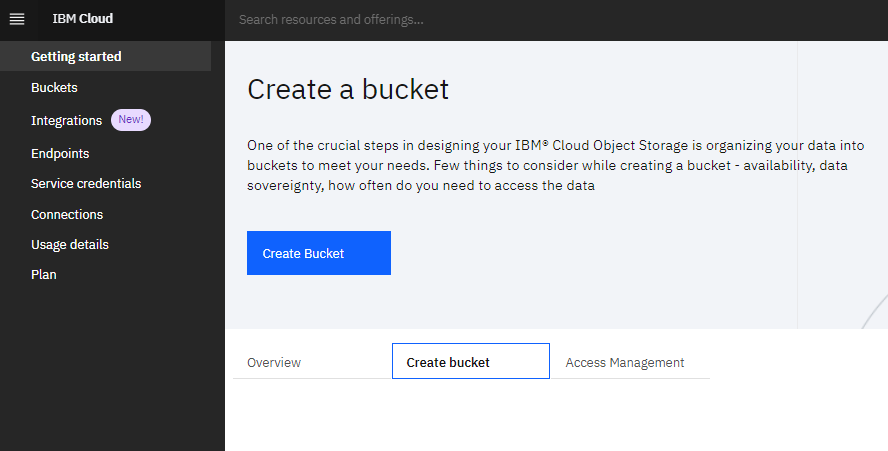 IBM Cloud
Search resources and offerings...
Getting started
Buckets
Integrations New!
Endpoints
Service credentials
Connections
Usage details
Plan
Create a bucket
One of the crucial steps in designing your IBM® Cloud Object Storage is organizing your data into
buckets to meet your needs. Few things to consider while creating a bucket - availability, data
sovereignty, how often do you need to access the data
Create Bucket
Overview
Create bucket
Access Management